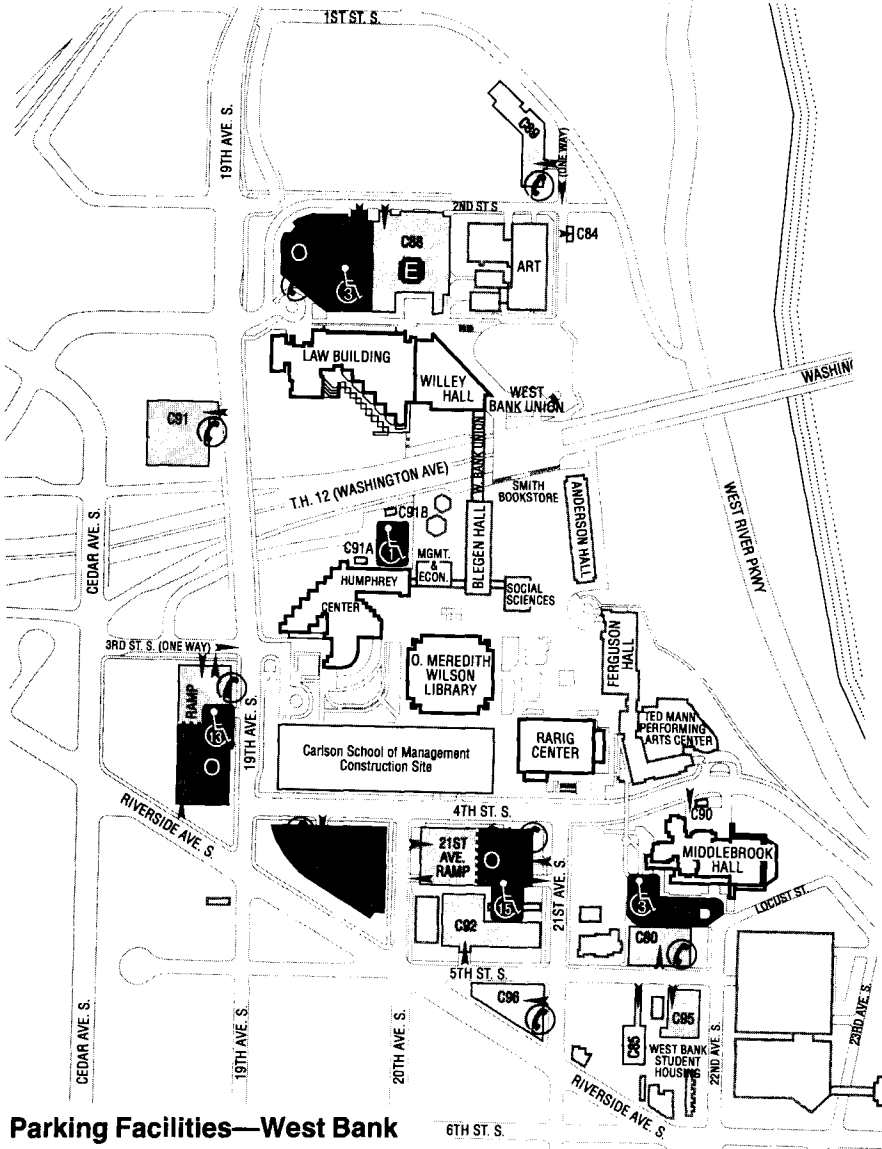 1ST ST. S.
19TH AVE. S.
C89
(ONE WAY)
2ND ST S
C84
C88
O
E
3
ART
LAW BUILDING
WILLEY
HALL
WEST
BANK UNION
WASHING
C91
T.H. 12 (WASHINGTON AVE)
W. BANK UNION
SMITH
BOOKSTORE
ANDERSON HALL
WEST RIVER PKWY
CEDAR AVE. S.
C91B
C91A
1
MGMT.
&
ECON.
BLEGEN HALL
HUMPHREY
CENTER
SOCIAL
SCIENCES
3RD ST. S. (ONE WAY)
RAMP
13
O
19TH AVE. S.
O. MEREDITH
WILSON
LIBRARY
FERGUSON
HALL
TED MANN
PERFORMING
ARTS CENTER
Carlson School of Management
Construction Site
RARIG
CENTER
RIVERSIDE AVE. S.
4TH ST. S.
C90
21ST
AVE.
RAMP
O
15
21ST AVE. S.
MIDDLEBROOK
HALL
3
LOCUST ST.
C92
C80
5TH ST. S.
C96
C85
C95
WEST BANK
STUDENT
HOUSING
22ND AVE. S.
23RD AVE. S.
CEDAR AVE. S.
19TH AVE. S.
20TH AVE. S.
RIVERSIDE AVE. S.
Parking Facilities—West Bank
6TH ST. S.